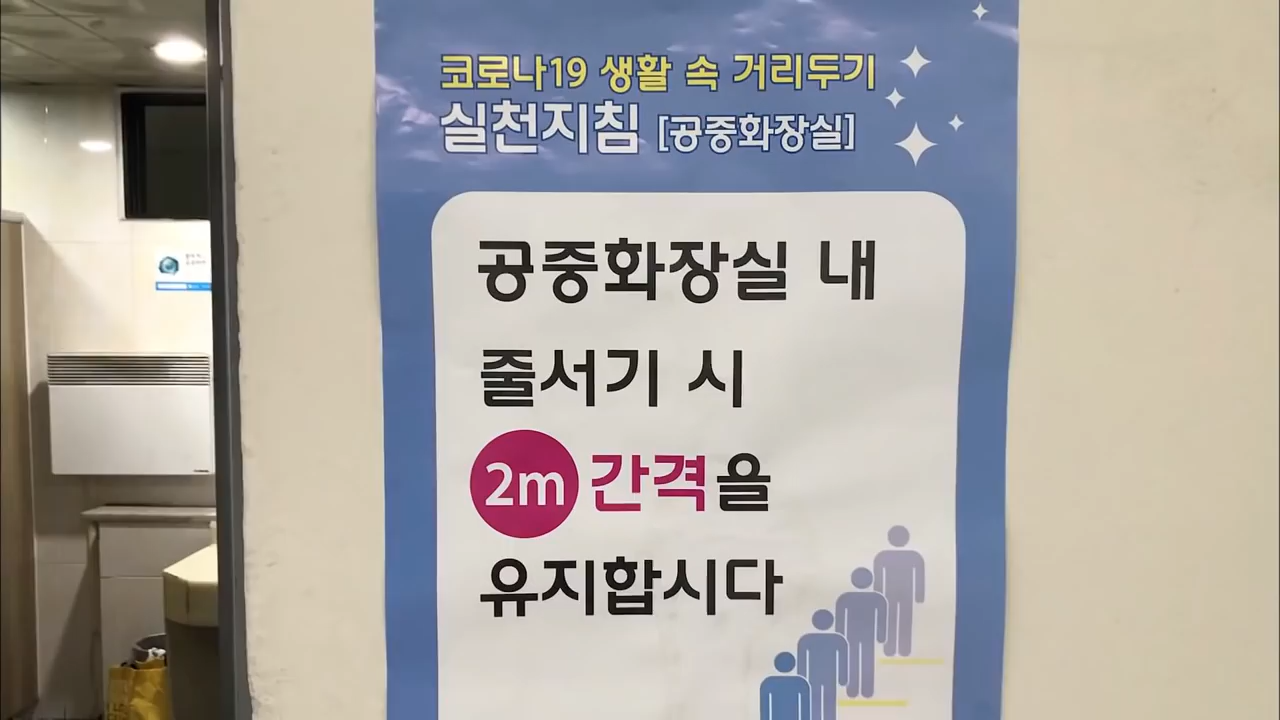 코로나19 생활 속 거리두기
실천지침 [공중화장실]
공중화장실 내
줄서기 시
2m 간격을
유지합시다